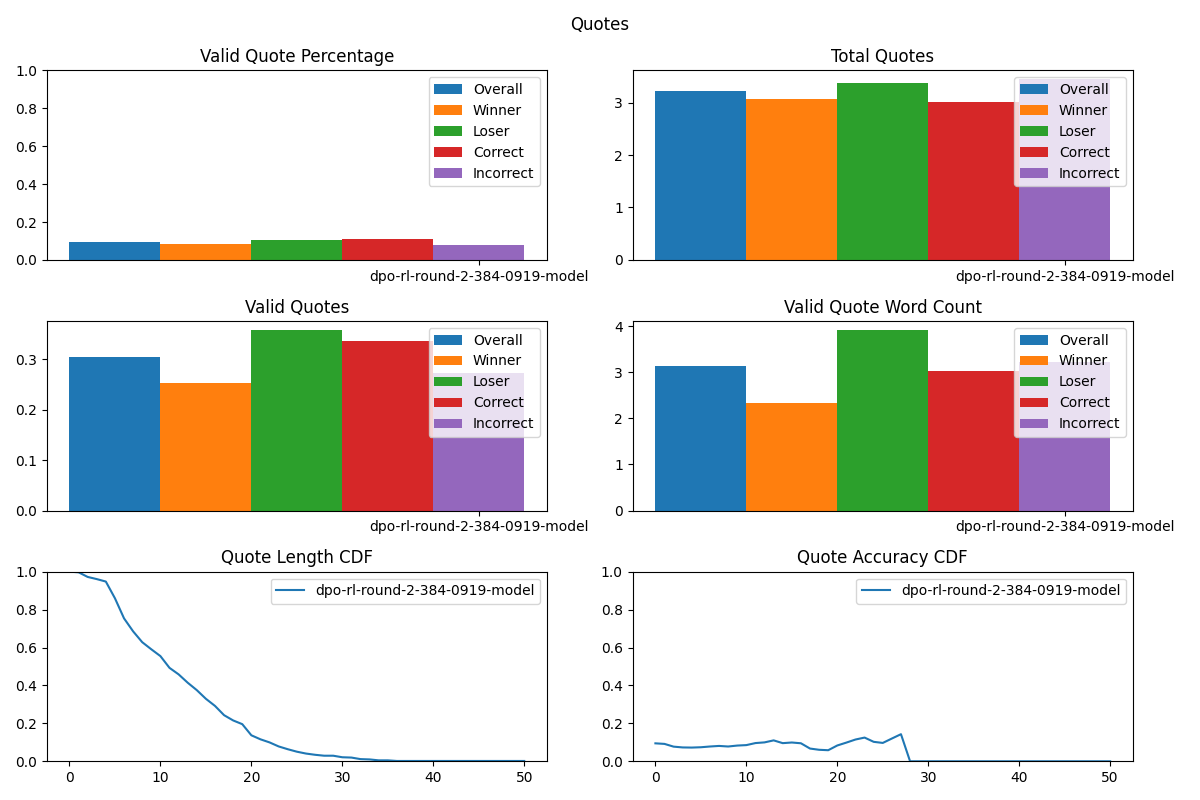 Quotes
Valid Quote Percentage
1.0
0.8
0.6
0.4
0.2
0.0
Overall
Winner
Loser
Correct
Incorrect
dpo-rl-round-2-384-0919-model
Total Quotes
3
2
1
0
Overall
Winner
Loser
Correct
Incorrect
dpo-rl-round-2-384-0919-model
Valid Quotes
0.3
0.2
0.1
0.0
Overall
Winner
Loser
Correct
Incorrect
dpo-rl-round-2-384-0919-model
Valid Quote Word Count
4
3
2
1
0
Overall
Winner
Loser
Correct
Incorrect
dpo-rl-round-2-384-0919-model
Quote Length CDF
1.0
0.8
0.6
0.4
0.2
0.0
dpo-rl-round-2-384-0919-model
0 10 20 30 40 50
Quote Accuracy CDF
1.0
0.8
0.6
0.4
0.2
0.0
dpo-rl-round-2-384-0919-model
0 10 20 30 40 50